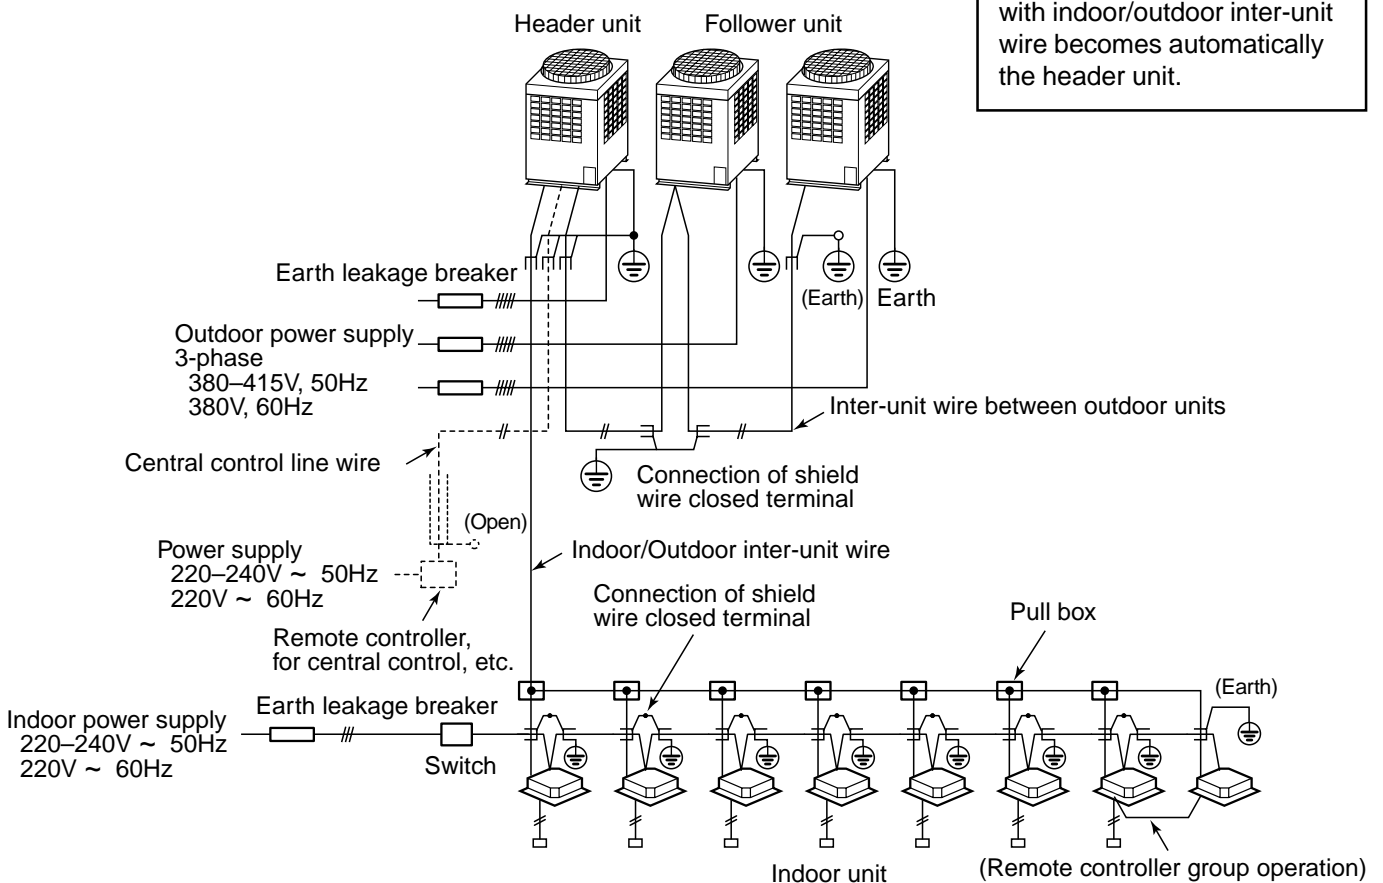 with indoor/outdoor inter-unit
wire becomes automatically
the header unit.
Header unit
Follower unit
Earth leakage breaker
(Earth)
Earth
Outdoor power supply
3-phase
380–415V, 50Hz
380V, 60Hz
Inter-unit wire between outdoor units
Central control line wire
Connection of shield
wire closed terminal
(Open)
Power supply
220–240V ~ 50Hz
220V ~ 60Hz
Indoor/Outdoor inter-unit wire
Connection of shield
wire closed terminal
Pull box
Remote controller,
for central control, etc.
(Earth)
Earth leakage breaker
Indoor power supply
220–240V ~ 50Hz
220V ~ 60Hz
Switch
Indoor unit
(Remote controller group operation)